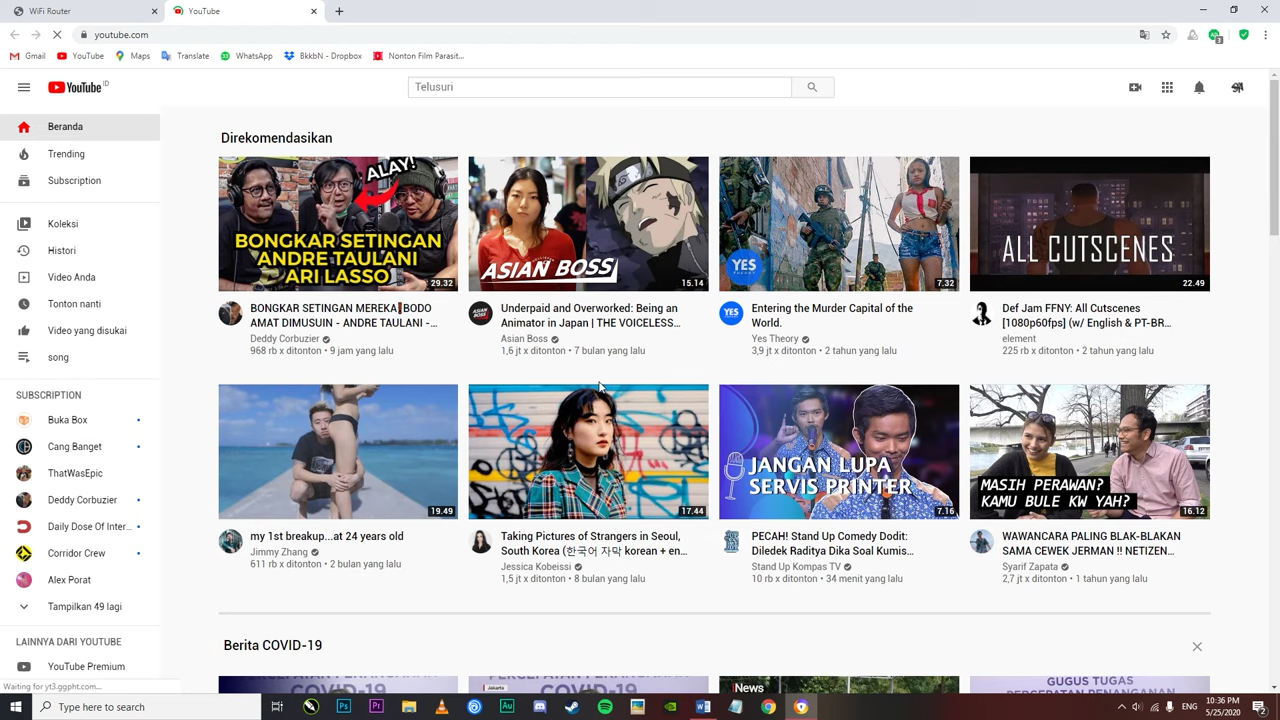 WiFi Router
YouTube
youtube.com
Gmail
YouTube
Maps
Translate
WhatsApp
BkkbN - Dropbox
Nonton Film Parasit...
YouTube ID
Telusuri
Beranda
Trending
Subscription
Koleksi
Histori
Video Anda
Tonton nanti
Video yang disukai
song
SUBSCRIPTION
Buka Box
Cang Banget
ThatWasEpic
Deddy Corbuzier
Daily Dose Of Inter...
Corridor Crew
Alex Porat
Tampilkan 49 lagi
LAINNYA DARI YOUTUBE
YouTube Premium
Waiting for yt3.ggpht.com...
Direkomendasikan
ALAY!
BONGKAR SETINGAN
ANDRE TAULANI
ARI LASSO
29.32
BONGKAR SETINGAN MEREKA BODO
AMAT DIMUSUIN - ANDRE TAULANI -...
Deddy Corbuzier
968 rb x ditonton • 9 jam yang lalu
ASIAN BOSS
15.14
Underpaid and Overworked: Being an
Animator in Japan | THE VOICELESS...
Asian Boss
1,6 jt x ditonton • 7 bulan yang lalu
YES
THEORY
7.32
Entering the Murder Capital of the
World.
Yes Theory
3,9 jt x ditonton • 2 tahun yang lalu
ALL CUTSCENES
22.49
Def Jam FFNY: All Cutscenes
[1080p60fps] (w/ English & PT-BR...
element
225 rb x ditonton • 2 tahun yang lalu
19.49
my 1st breakup...at 24 years old
Jimmy Zhang
611 rb x ditonton • 2 bulan yang lalu
17.44
Taking Pictures of Strangers in Seoul,
South Korea (한국어 자막 korean + en...
Jessica Kobeissi
1,5 jt x ditonton • 8 bulan yang lalu
JANGAN LUPA
SERVIS PRINTER
7.16
PECAH! Stand Up Comedy Dodit:
Diledek Raditya Dika Soal Kumis...
Stand Up Kompas TV
10 rb x ditonton • 34 menit yang lalu
MASIH PERAWAN?
KAMU BULE KW YAH?
16.12
WAWANCARA PALING BLAK-BLAKAN
SAMA CEWEK JERMAN !! NETIZEN...
Syarif Zapata
2,7 jt x ditonton • 1 tahun yang lalu
Berita COVID-19
COVID-19
Jakarta
COVID-19
iNews
GUGUS TUGAS
PERCEPATAN PENANGANAN
Type here to search
ENG
10:36 PM
5/25/2020